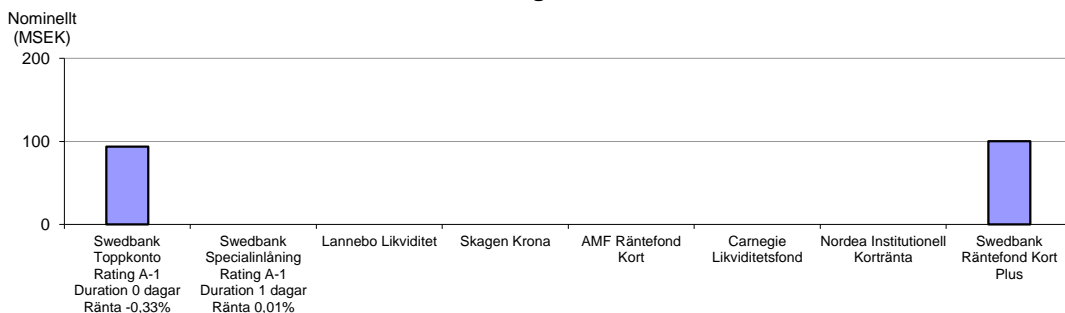 Nominellt
(MSEK)
200
100
0
Swedbank
Toppkonto
Rating A-1
Duration 0 dagar
Ränta -0,33%
Swedbank
Specialinlåning
Rating A-1
Duration 1 dagar
Ränta 0,01%
Lannebo Likviditet
Skagen Krona
AMF Räntefond
Kort
Carnegie
Likviditetsfond
Nordea Institutionell
Kortränta
Swedbank
Räntefond Kort
Plus